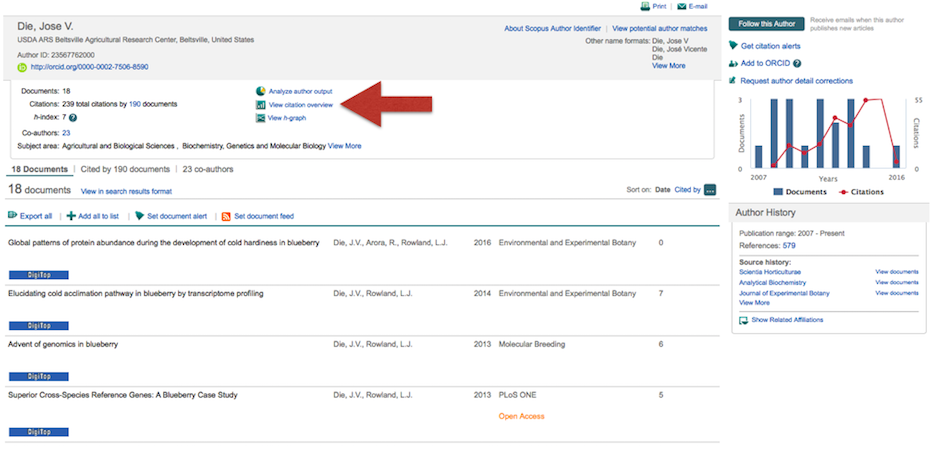 Print | E-mail
Die, Jose V.
USDA ARS Beltsville Agricultural Research Center, Beltsville, United States
Author ID: 23567762000
http://orcid.org/0000-0002-7506-8590
About Scopus Author Identifier | View potential author matches
Other name formats: Die, Jose V
Die, José Vicente
Die
View More
Follow this Author
Receive emails when this author publishes new articles
Get citation alerts
Add to ORCID ?
Request author detail corrections
Documents: 18
Citations: 239 total citations by 190 documents
h-index: 7 ?
Co-authors: 23
Subject area: Agricultural and Biological Sciences , Biochemistry, Genetics and Molecular Biology View More
Analyze author output
View citation overview
View h-graph
3
Documents
0
55
Citations
0
2007
Years
2016
Documents
Citations
18 Documents | Cited by 190 documents | 23 co-authors
18 documents View in search results format
Sort on: Date Cited by ...
Export all | Add all to list | Set document alert | Set document feed
Global patterns of protein abundance during the development of cold hardiness in blueberry Die, J.V., Arora, R., Rowland, L.J. 2016 Environmental and Experimental Botany 0
DigiTop
Elucidating cold acclimation pathway in blueberry by transcriptome profiling Die, J.V., Rowland, L.J. 2014 Environmental and Experimental Botany 7
DigiTop
Advent of genomics in blueberry Die, J.V., Rowland, L.J. 2013 Molecular Breeding 6
DigiTop
Superior Cross-Species Reference Genes: A Blueberry Case Study Die, J.V., Rowland, L.J. 2013 PLoS ONE 5
Open Access
DigiTop
Author History
Publication range: 2007 - Present
References: 579
Source history:
Scientia Horticulturae View documents
Analytical Biochemistry View documents
Journal of Experimental Botany View documents
View More
Show Related Affiliations